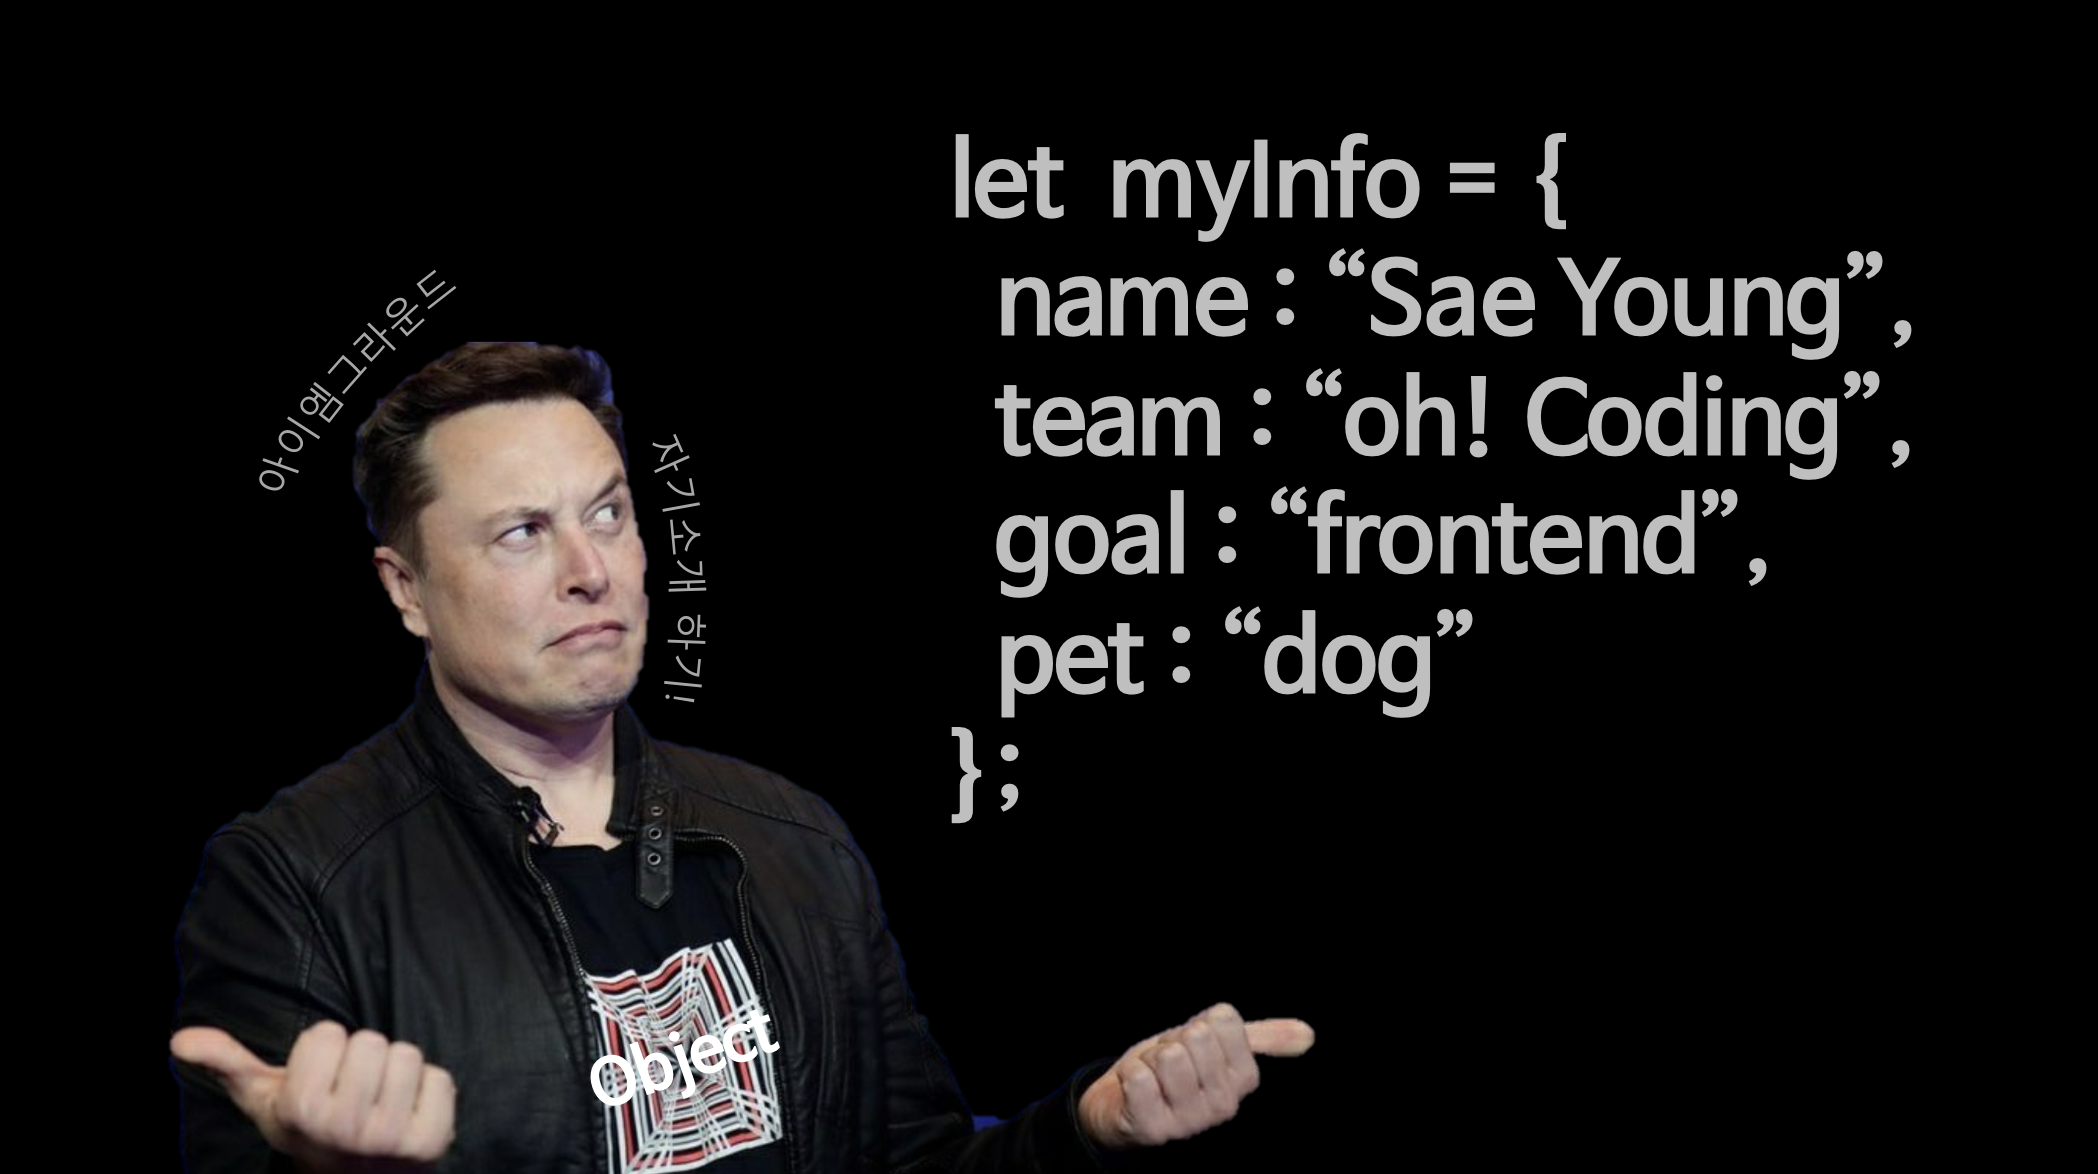 아이엠그라운드
자기소개 하기!
let myInfo = {
name : “Sae Young”,
team : “oh! Coding”,
goal : “frontend”,
pet : “dog”
};
Object